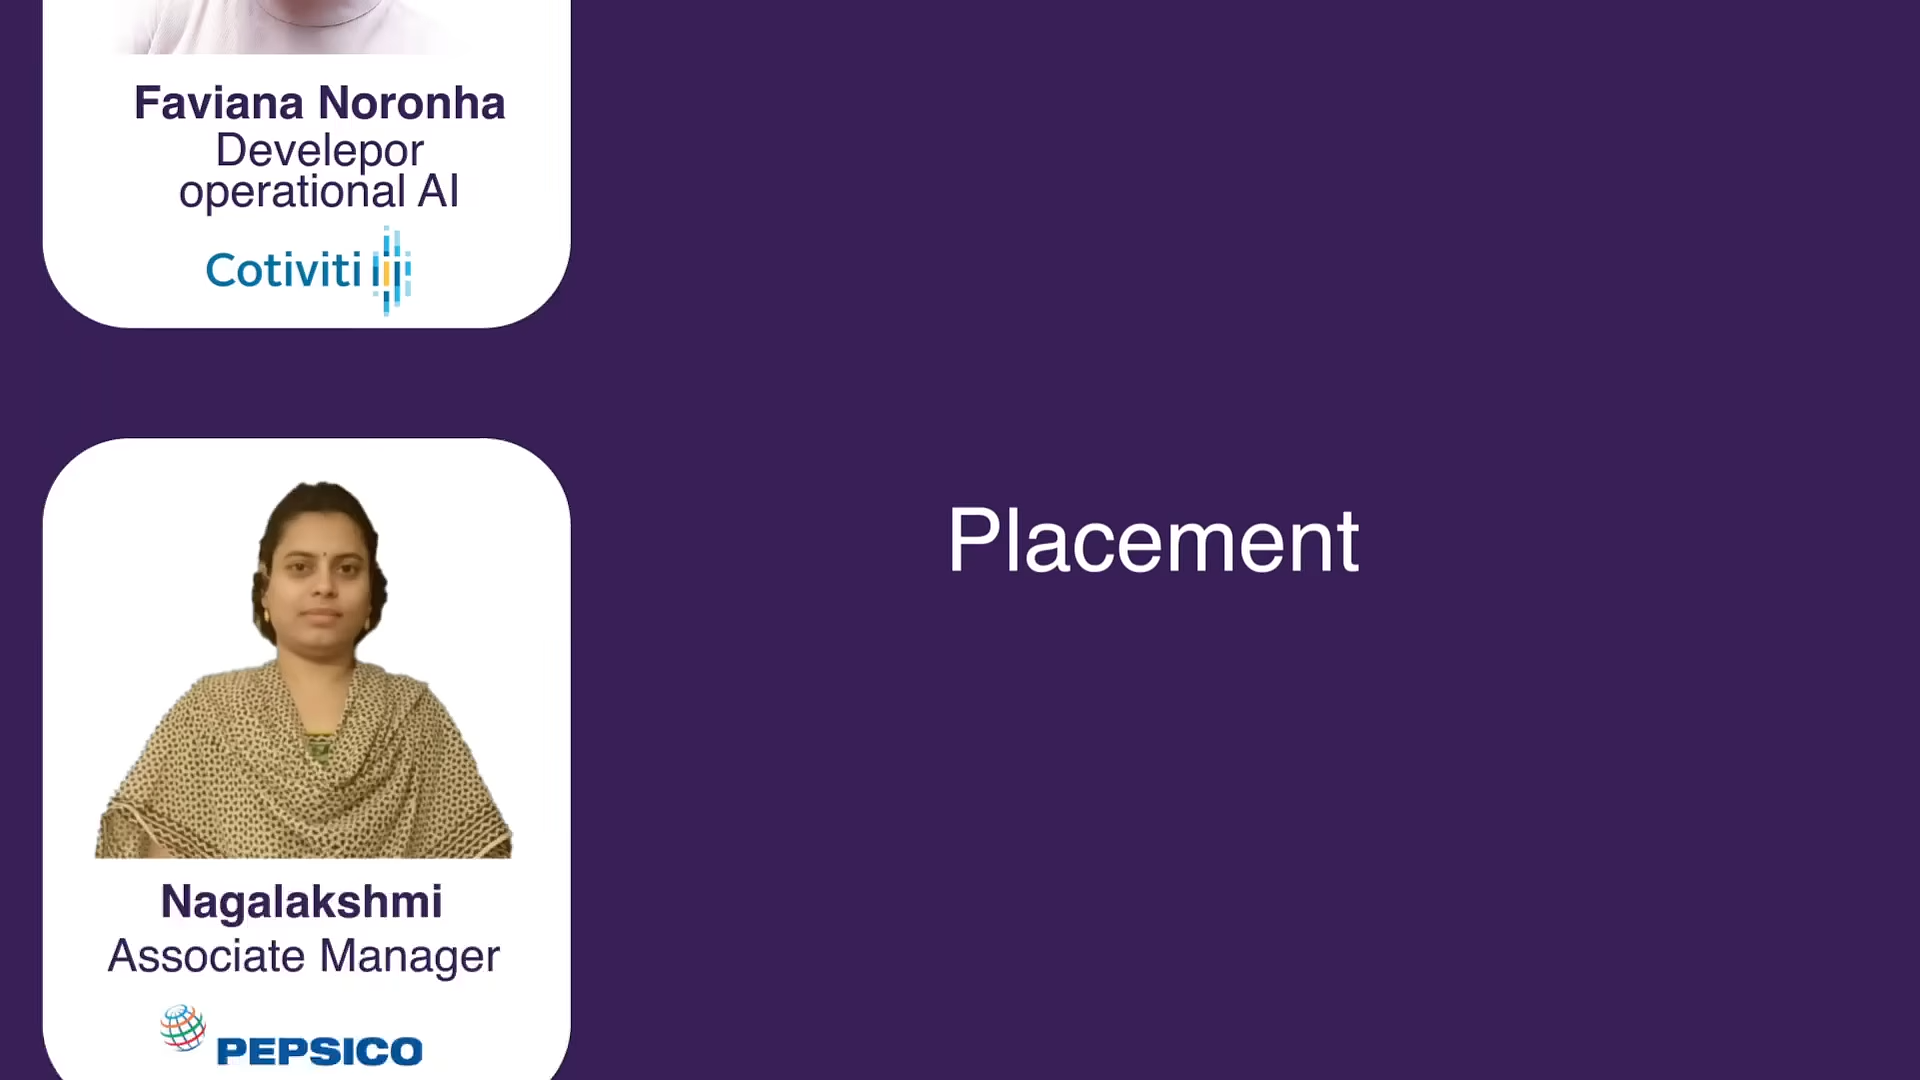 Faviana Noronha
Develepor
operational AI
Cotiviti
Placement
Nagalakshmi
Associate Manager
PEPSICO